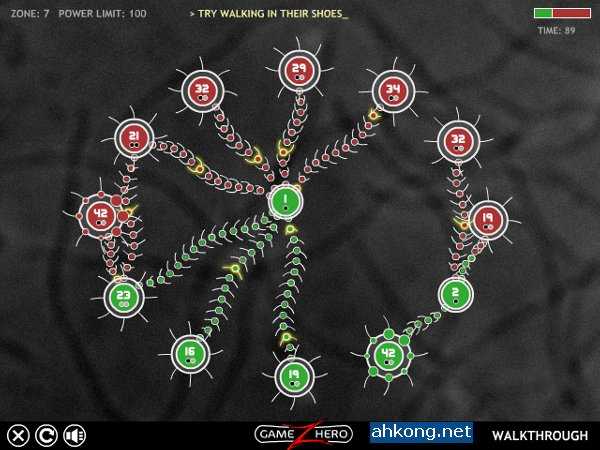 ZONE: 7 POWER LIMIT: 100 > TRY WALKING IN THEIR SHOES_
TIME: 89
29
32 34
21 32
1
42 19
23 2
16 42
19
GAME HERO ahkong.net WALKTHROUGH